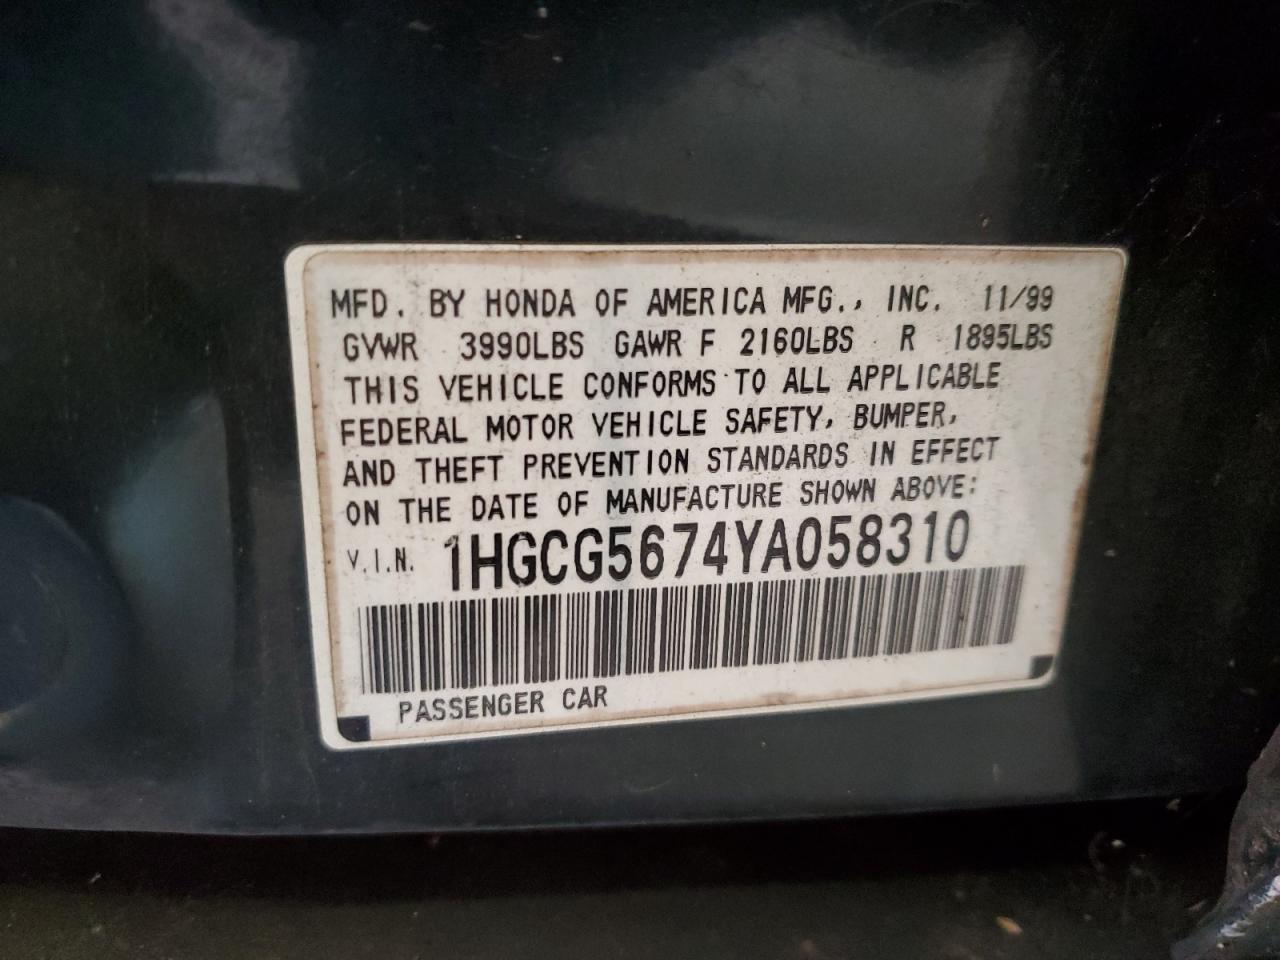 MFD. BY HONDA OF AMERICA MFG., INC. 11/99
GVWR 3990LBS GAWR F 2160LBS R 1895LBS
THIS VEHICLE CONFORMS TO ALL APPLICABLE
FEDERAL MOTOR VEHICLE SAFETY, BUMPER,
AND THEFT PREVENTION STANDARDS IN EFFECT
ON THE DATE OF MANUFACTURE SHOWN ABOVE:
V.I.N. 1HGCG5674YA058310
PASSENGER CAR